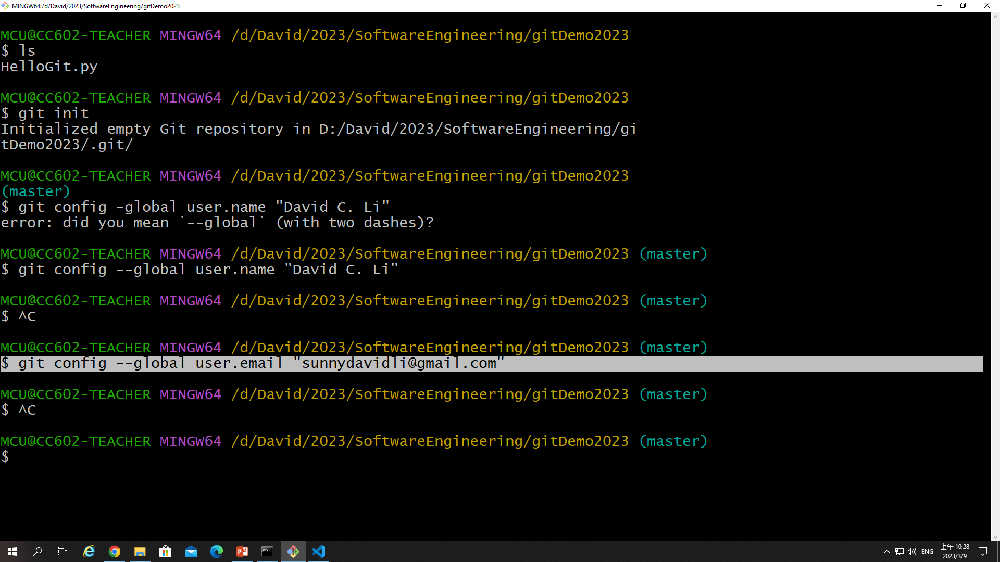 MINGW64:/d/David/2023/SoftwareEngineering/gitDemo2023
MCU@CC602-TEACHER MINGW64 /d/David/2023/SoftwareEngineering/gitDemo2023
$ ls
HelloGit.py
MCU@CC602-TEACHER MINGW64 /d/David/2023/SoftwareEngineering/gitDemo2023
$ git init
Initialized empty Git repository in D:/David/2023/SoftwareEngineering/gi
tDemo2023/.git/
MCU@CC602-TEACHER MINGW64 /d/David/2023/SoftwareEngineering/gitDemo2023
(master)
$ git config -global user.name "David C. Li"
error: did you mean `--global` (with two dashes)?
MCU@CC602-TEACHER MINGW64 /d/David/2023/SoftwareEngineering/gitDemo2023 (master)
$ git config --global user.name "David C. Li"
MCU@CC602-TEACHER MINGW64 /d/David/2023/SoftwareEngineering/gitDemo2023 (master)
$ ^C
MCU@CC602-TEACHER MINGW64 /d/David/2023/SoftwareEngineering/gitDemo2023 (master)
$ git config --global user.email "sunnydavidli@gmail.com"
MCU@CC602-TEACHER MINGW64 /d/David/2023/SoftwareEngineering/gitDemo2023 (master)
$ ^C
MCU@CC602-TEACHER MINGW64 /d/David/2023/SoftwareEngineering/gitDemo2023 (master)
$
ENG
上午 10:28
2023/3/9